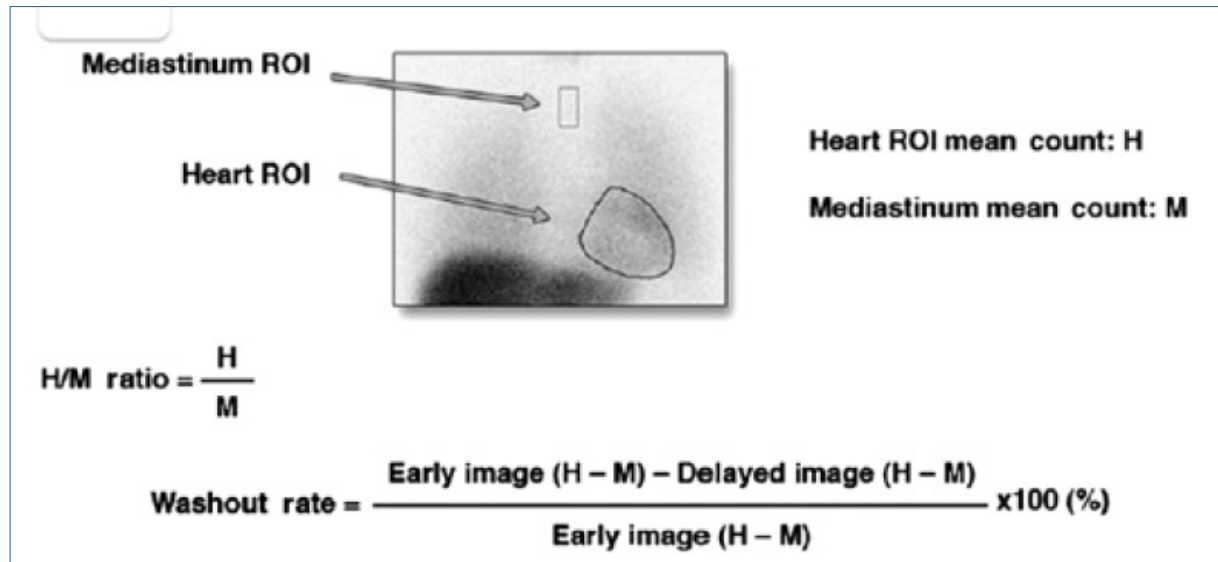 Mediastinum ROI
Heart ROI
Heart ROI mean count: H
Mediastinum mean count: M
H/M ratio = H
M
Early image (H – M) – Delayed image (H – M)
Washout rate = x100 (%)
Early image (H – M)